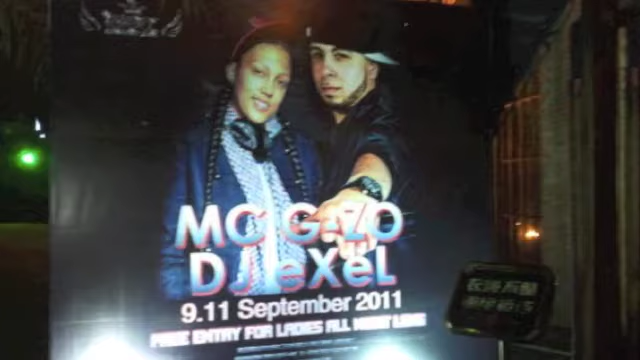 MC G-ZO
DJ eXeL
9.11 September 2011
FREE ENTRY FOR LADIES ALL NIGHT LONG